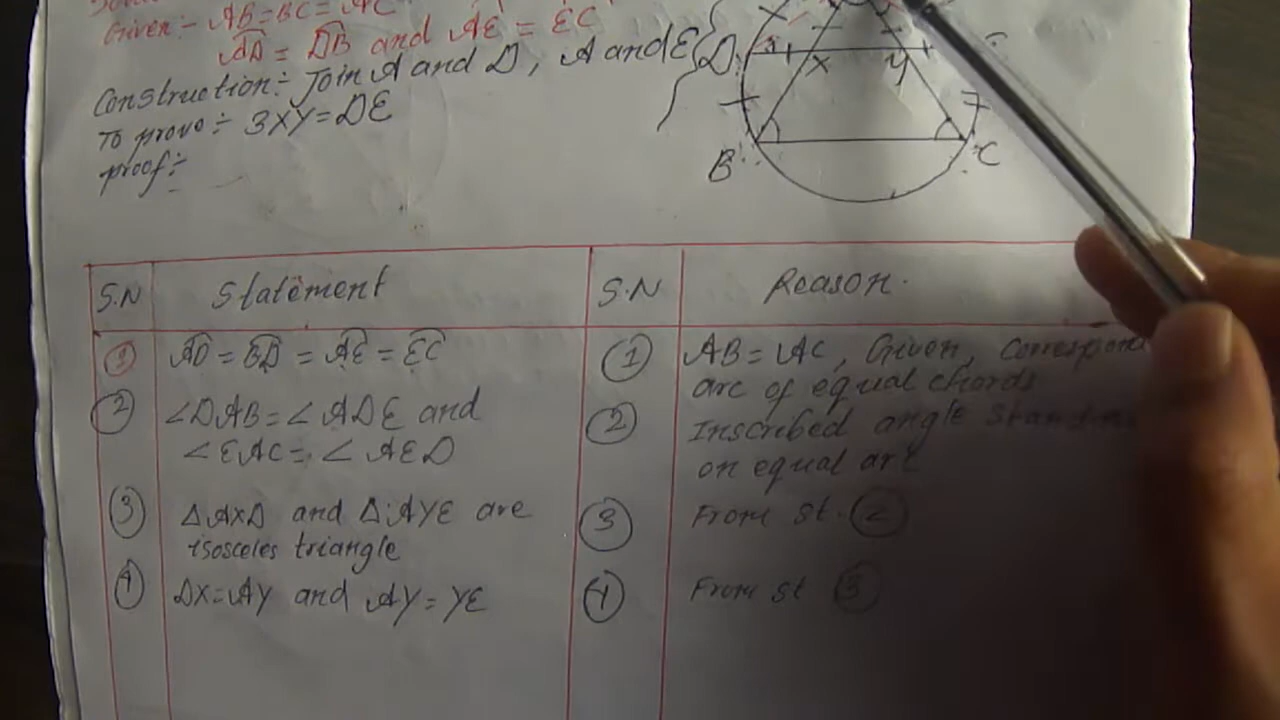 Given:- AB=BC=AC
AD = DB and AE = EC
Construction:- Join A and D, A and E
To prove:- 3XY=DE
proof:-
D
X
Y
B
C
S.N Statement S.N Reason.
1 AD = BD = AE = EC 1 AB=AC, Given,
arc of equal chords
2 ∠DAB=∠ADE and 2 Inscribed angle
∠EAC=∠AED on equal arc
3 ΔAXD and Δ AYE are 3 From st. 2
isosceles triangle
4 DX=AY and AY=YE 4 From st 3